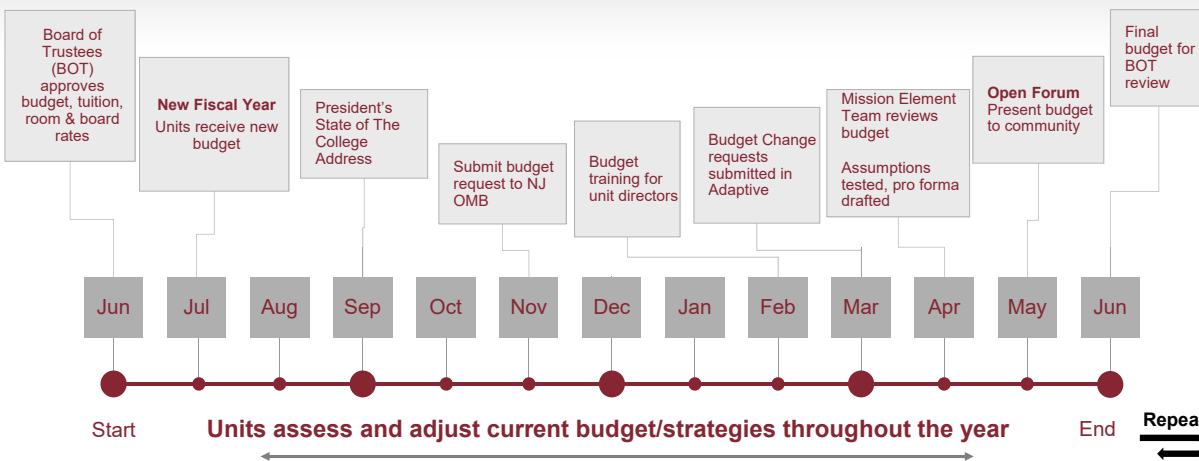 Board of
Trustees
(BOT)
approves
budget, tuition,
room & board
rates
New Fiscal Year
Units receive new
budget
President's
State of The
College
Address
Submit budget
request to NJ
OMB
Budget
training for
unit directors
Budget Change
requests
submitted in
Adaptive
Mission Element
Team reviews
budget
Assumptions
tested, pro forma
drafted
Open Forum
Present budget
to community
Final
budget for
BOT
review
Jun
Jul
Aug
Sep
Oct
Nov
Dec
Jan
Feb
Mar
Apr
May
Jun
Start
Units assess and adjust current budget/strategies throughout the year
End
Repea